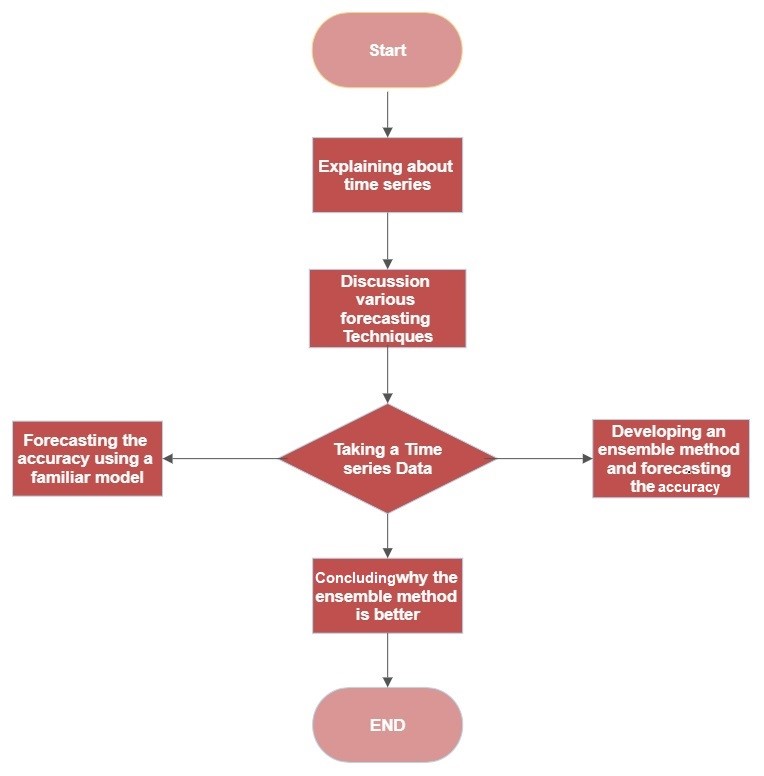 Start
Explaining about
time series
Discussion
various
forecasting
Techniques
Taking a Time
series Data
Forecasting the
accuracy using a
familiar model
Developing an
ensemble method
and forecasting
the accuracy
Concludingwhy the
ensemble method
is better
END